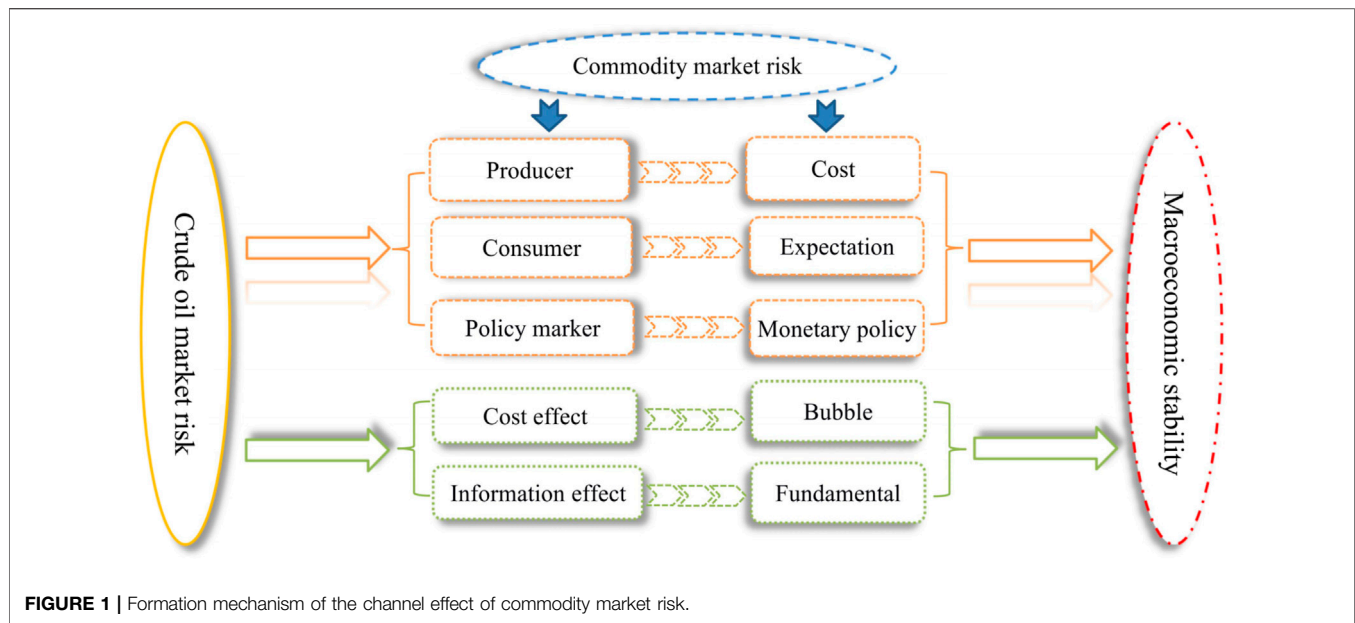 Commodity market risk
Crude oil market risk
Producer
Cost
Consumer
Expectation
Policy marker
Monetary policy
Cost effect
Bubble
Information effect
Fundamental
Macroeconomic stability
FIGURE 1 | Formation mechanism of the channel effect of commodity market risk.